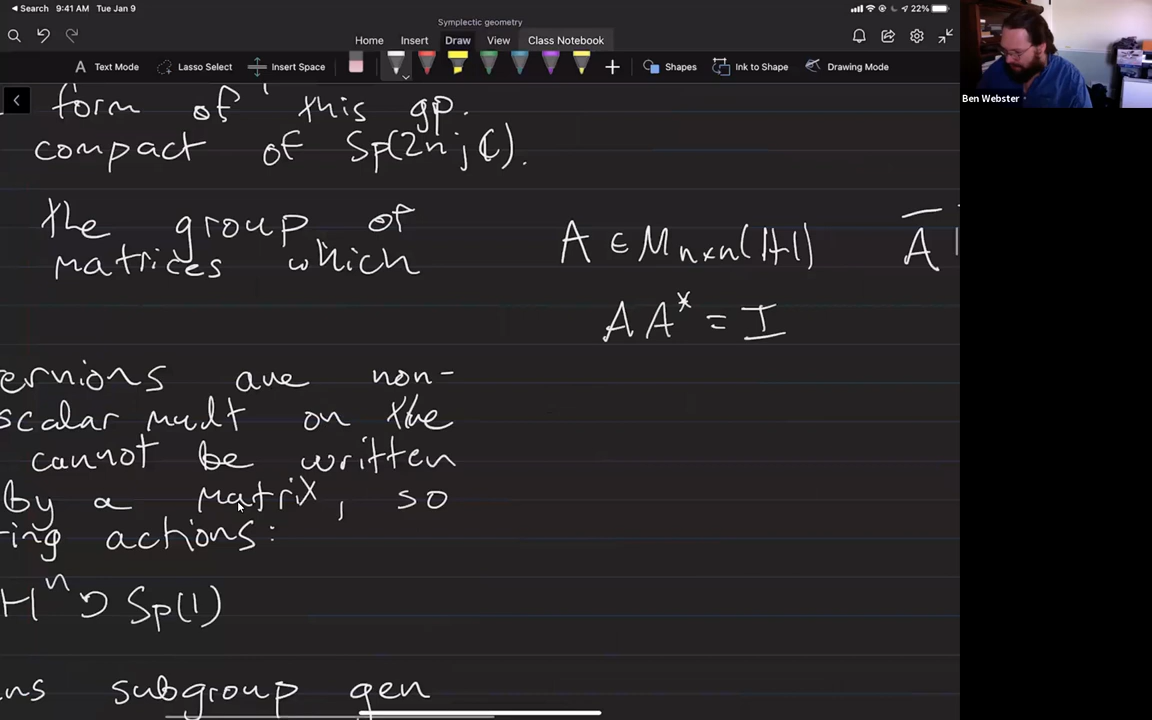 Search 9:41 AM Tue Jan 9
Symplectic geometry
22%
Home Insert Draw View Class Notebook
Text Mode Lasso Select Insert Space Shapes Ink to Shape Drawing Mode
Ben Webster
form of this gp.
compact of Sp(2n; ℂ).
the group of
matrices which
A ∈ M n×n (H) A̅
A A* = I
ernions are non-
scalar mult on the
cannot be written
by a matrix, so
ring actions:
Hⁿ ↄ Sp(1)
ns subgroup gen